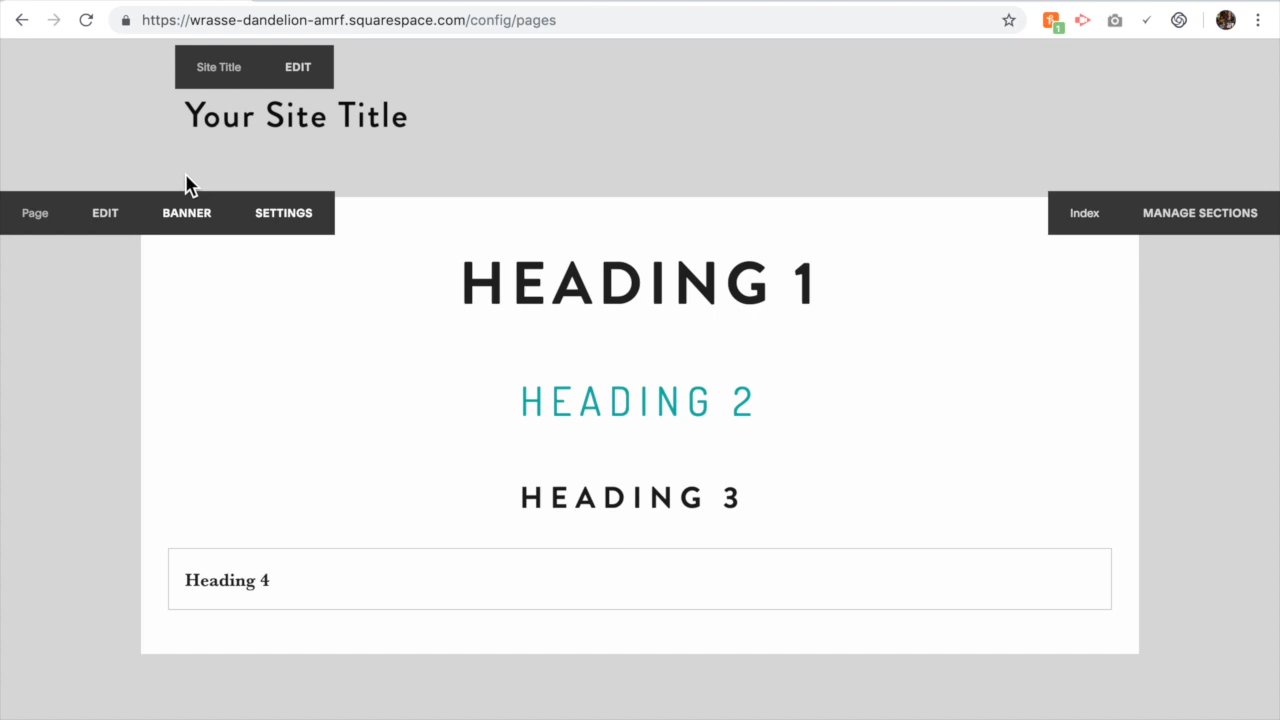 https://wrasse-dandelion-amrf.squarespace.com/config/pages
1
Site Title EDIT
Your Site Title
Page EDIT BANNER SETTINGS
Index MANAGE SECTIONS
HEADING 1
HEADING 2
HEADING 3
Heading 4